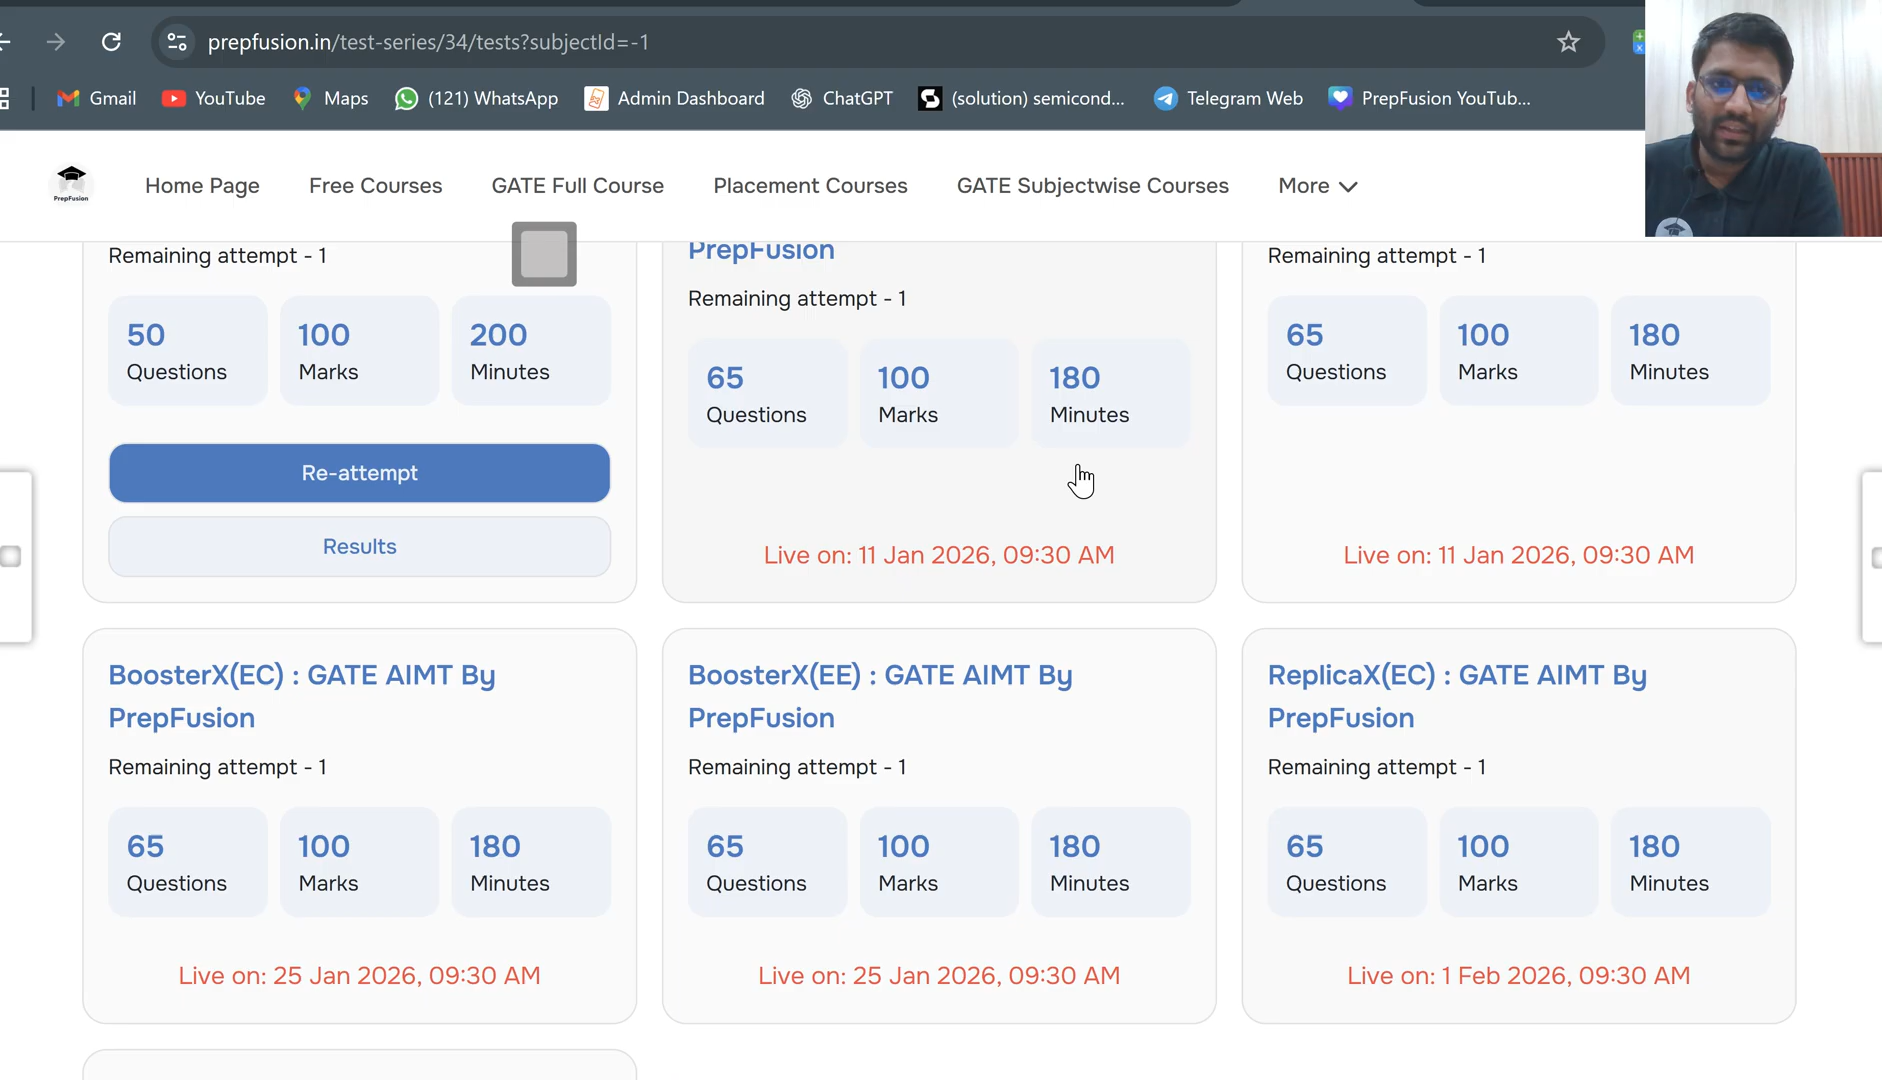 prepfusion.in/test-series/34/tests?subjectId=-1
Gmail YouTube Maps (121) WhatsApp Admin Dashboard ChatGPT (solution) semicond... Telegram Web PrepFusion YouTub...
PrepFusion
Home Page Free Courses GATE Full Course Placement Courses GATE Subjectwise Courses More
Remaining attempt - 1
50 100 200
Questions Marks Minutes
Re-attempt
Results
PrepFusion
Remaining attempt - 1
65 100 180
Questions Marks Minutes
Live on: 11 Jan 2026, 09:30 AM
Remaining attempt - 1
65 100 180
Questions Marks Minutes
Live on: 11 Jan 2026, 09:30 AM
BoosterX(EC) : GATE AIMT By
PrepFusion
Remaining attempt - 1
65 100 180
Questions Marks Minutes
Live on: 25 Jan 2026, 09:30 AM
BoosterX(EE) : GATE AIMT By
PrepFusion
Remaining attempt - 1
65 100 180
Questions Marks Minutes
Live on: 25 Jan 2026, 09:30 AM
ReplicaX(EC) : GATE AIMT By
PrepFusion
Remaining attempt - 1
65 100 180
Questions Marks Minutes
Live on: 1 Feb 2026, 09:30 AM